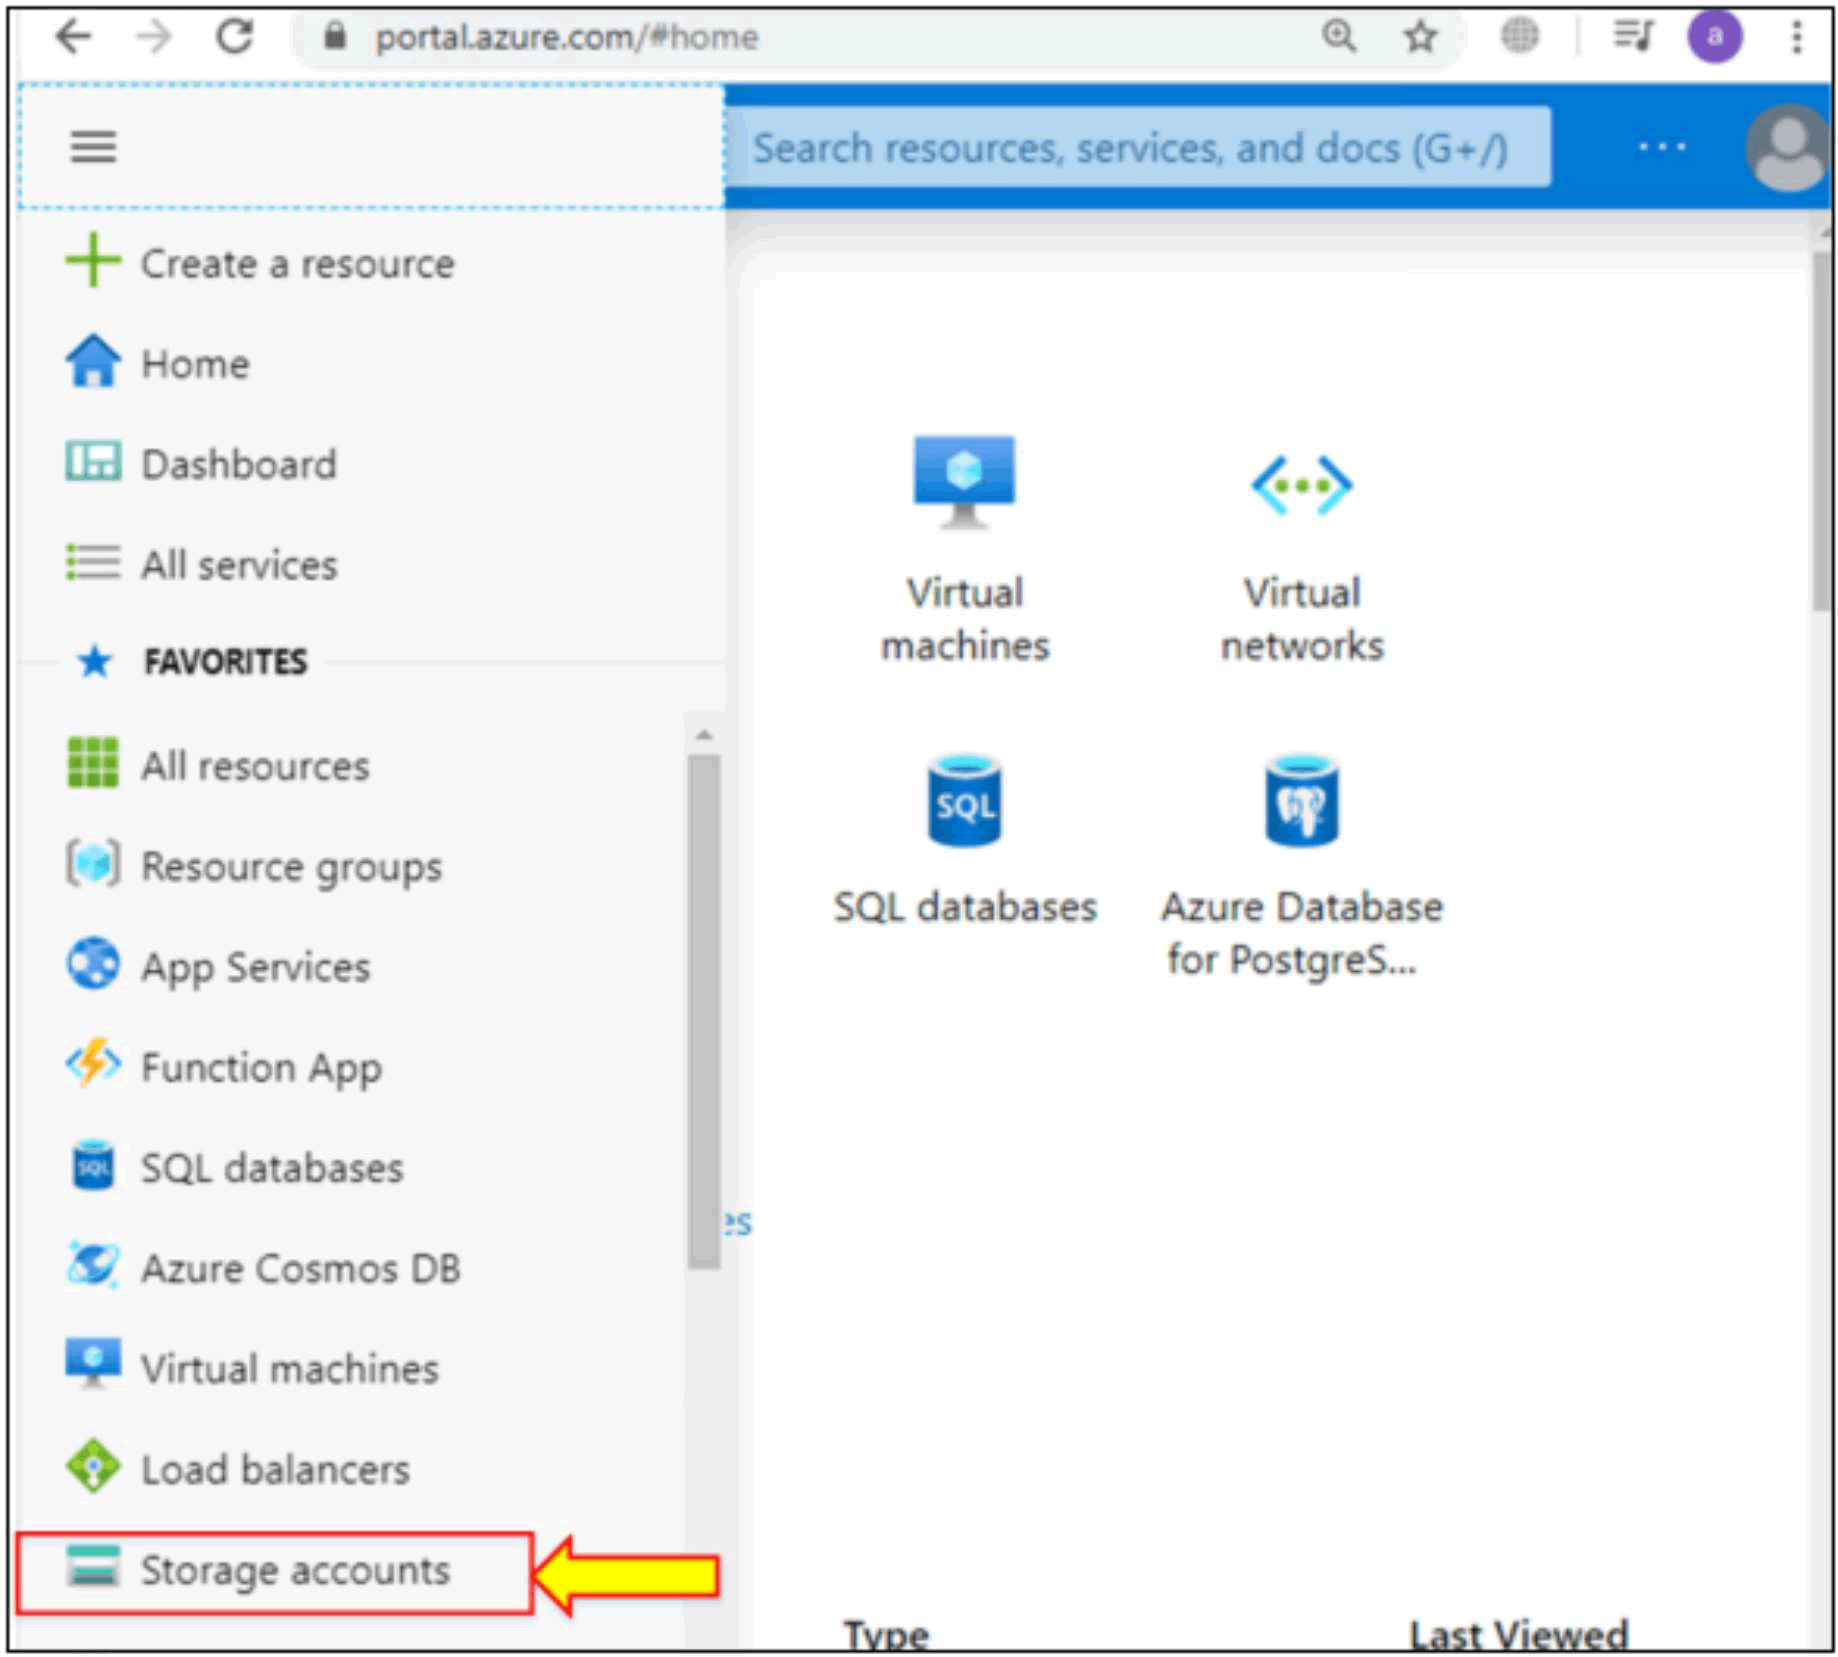 portal.azure.com/#home
a
Search resources, services, and docs (G+/)
Create a resource
Home
Dashboard
All services
FAVORITES
All resources
Resource groups
App Services
Function App
SQL
SQL databases
Azure Cosmos DB
Virtual machines
Load balancers
Storage accounts
Virtual
machines
Virtual
networks
SQL
SQL databases
Azure Database
for PostgreS...
es
Type
Last Viewed